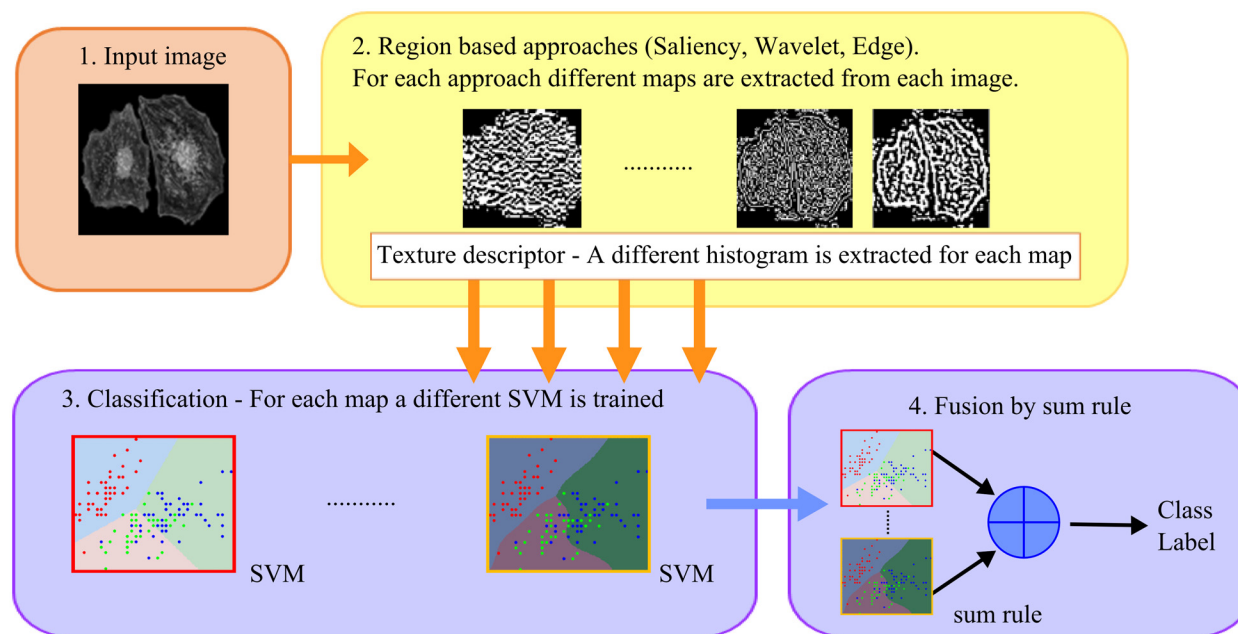 1. Input image
2. Region based approaches (Saliency, Wavelet, Edge).
For each approach different maps are extracted from each image.
...........
Texture descriptor - A different histogram is extracted for each map
3. Classification - For each map a different SVM is trained
...........
SVM
SVM
4. Fusion by sum rule
......
sum rule
Class
Label